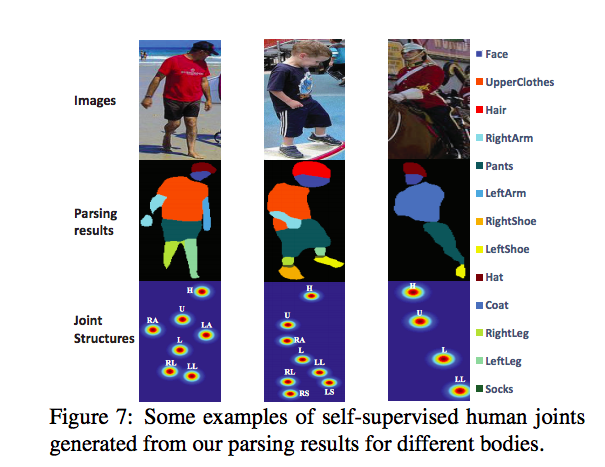 Images
Parsing
results
Joint
Structures
Face
UpperClothes
Hair
RightArm
Pants
LeftArm
RightShoe
LeftShoe
Hat
Coat
RightLeg
LeftLeg
Socks
H
U
RA
LA
L
RL
LL
H
U
RA
L
LL
RL
RS
LS
H
U
L
LL
Figure 7: Some examples of self-supervised human joints
generated from our parsing results for different bodies.